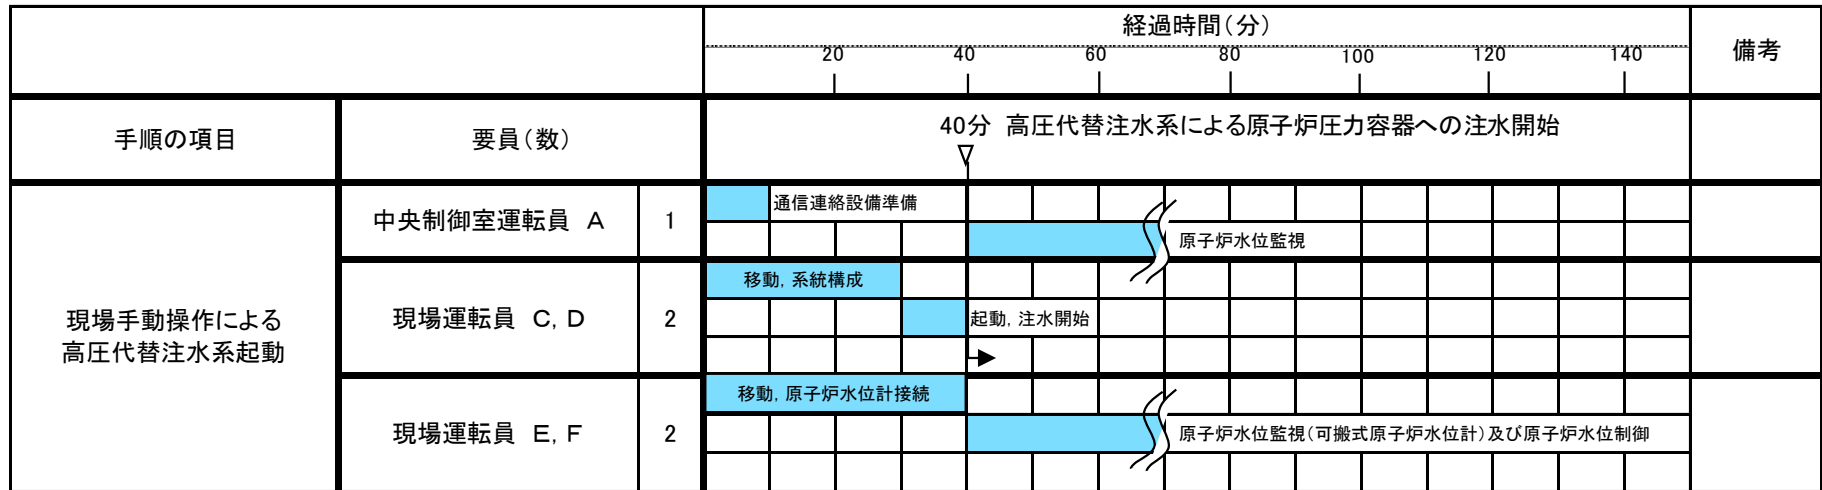 経過時間(分)
備考
20 40 60 80 100 120 140
手順の項目
要員(数)
40分 高圧代替注水系による原子炉圧力容器への注水開始
現場手動操作による
高圧代替注水系起動
中央制御室運転員 A
1
通信連絡設備準備
原子炉水位監視
現場運転員 C, D
2
移動, 系統構成
起動, 注水開始
現場運転員 E, F
2
移動, 原子炉水位計接続
原子炉水位監視(可搬式原子炉水位計)及び原子炉水位制御